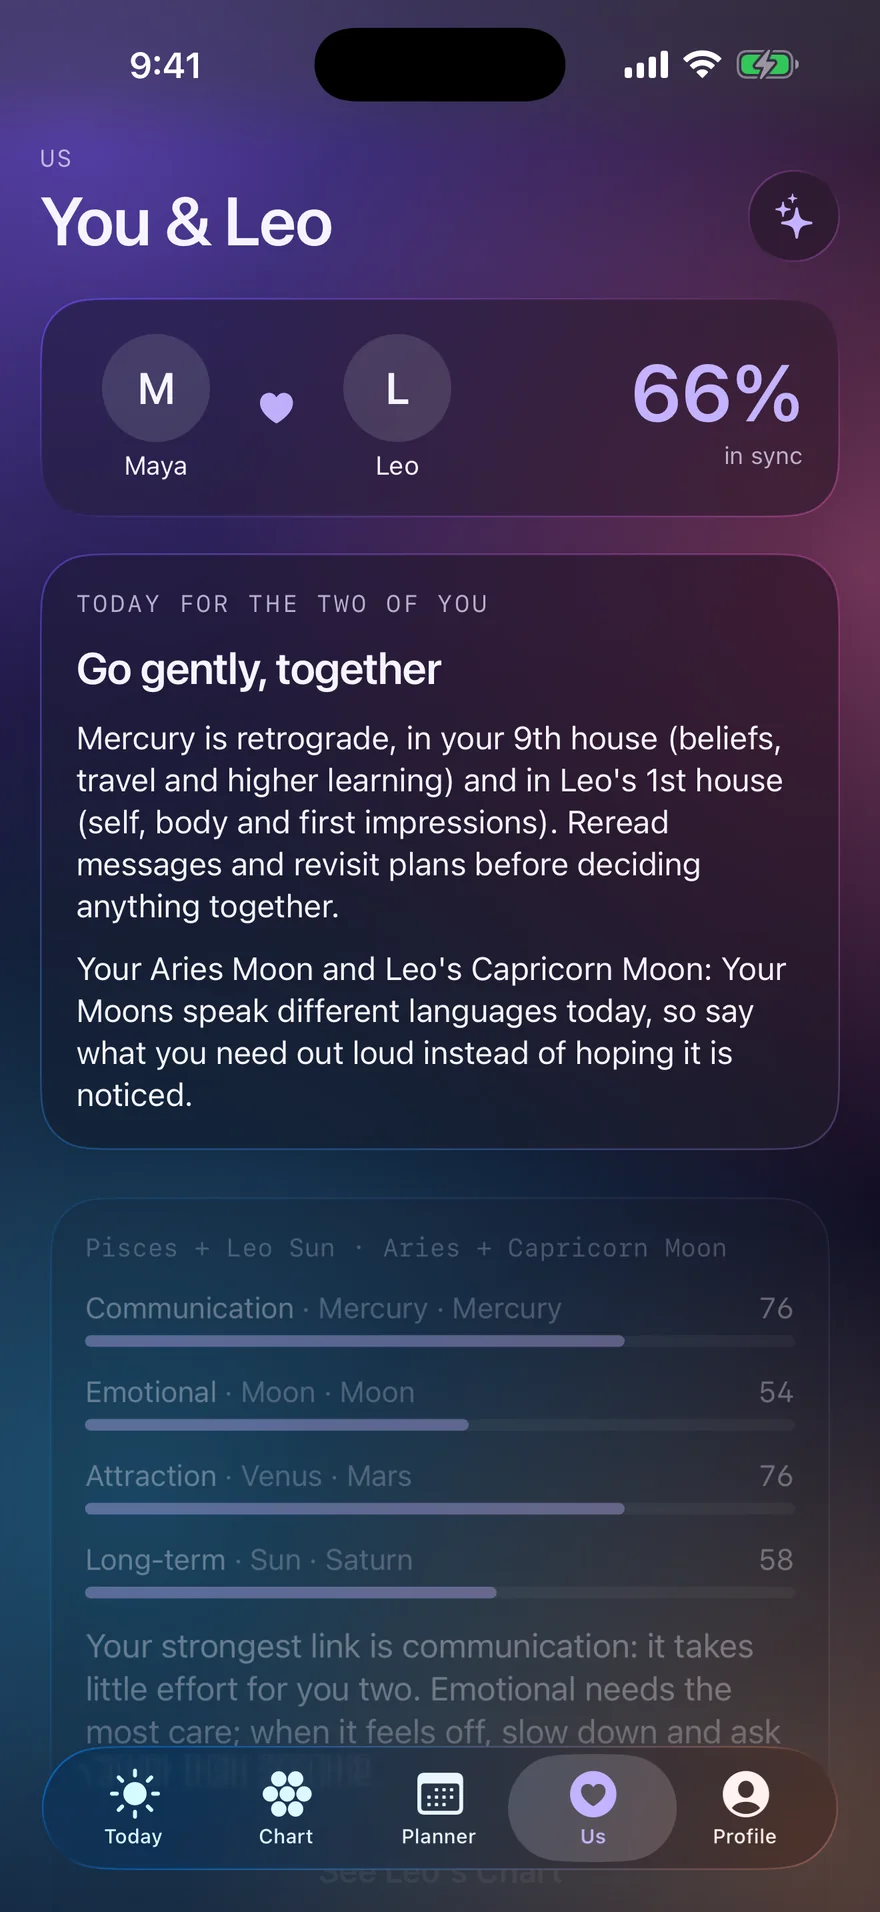 9:41
US
You & Leo
M
L
66%
Maya
Leo
in sync
TODAY FOR THE TWO OF YOU
Go gently, together
Mercury is retrograde, in your 9th house (beliefs,
travel and higher learning) and in Leo's 1st house
(self, body and first impressions). Reread
messages and revisit plans before deciding
anything together.
Your Aries Moon and Leo's Capricorn Moon: Your
Moons speak different languages today, so say
what you need out loud instead of hoping it is
noticed.
Pisces + Leo Sun · Aries + Capricorn Moon
Communication · Mercury · Mercury 76
Emotional · Moon · Moon 54
Attraction · Venus · Mars 76
Long-term · Sun · Saturn 58
Your strongest link is communication: it takes
little effort for you two. Emotional needs the
most care; when it feels off, slow down and ask
Today
Chart
Planner
Us
Profile
See Leo's Chart